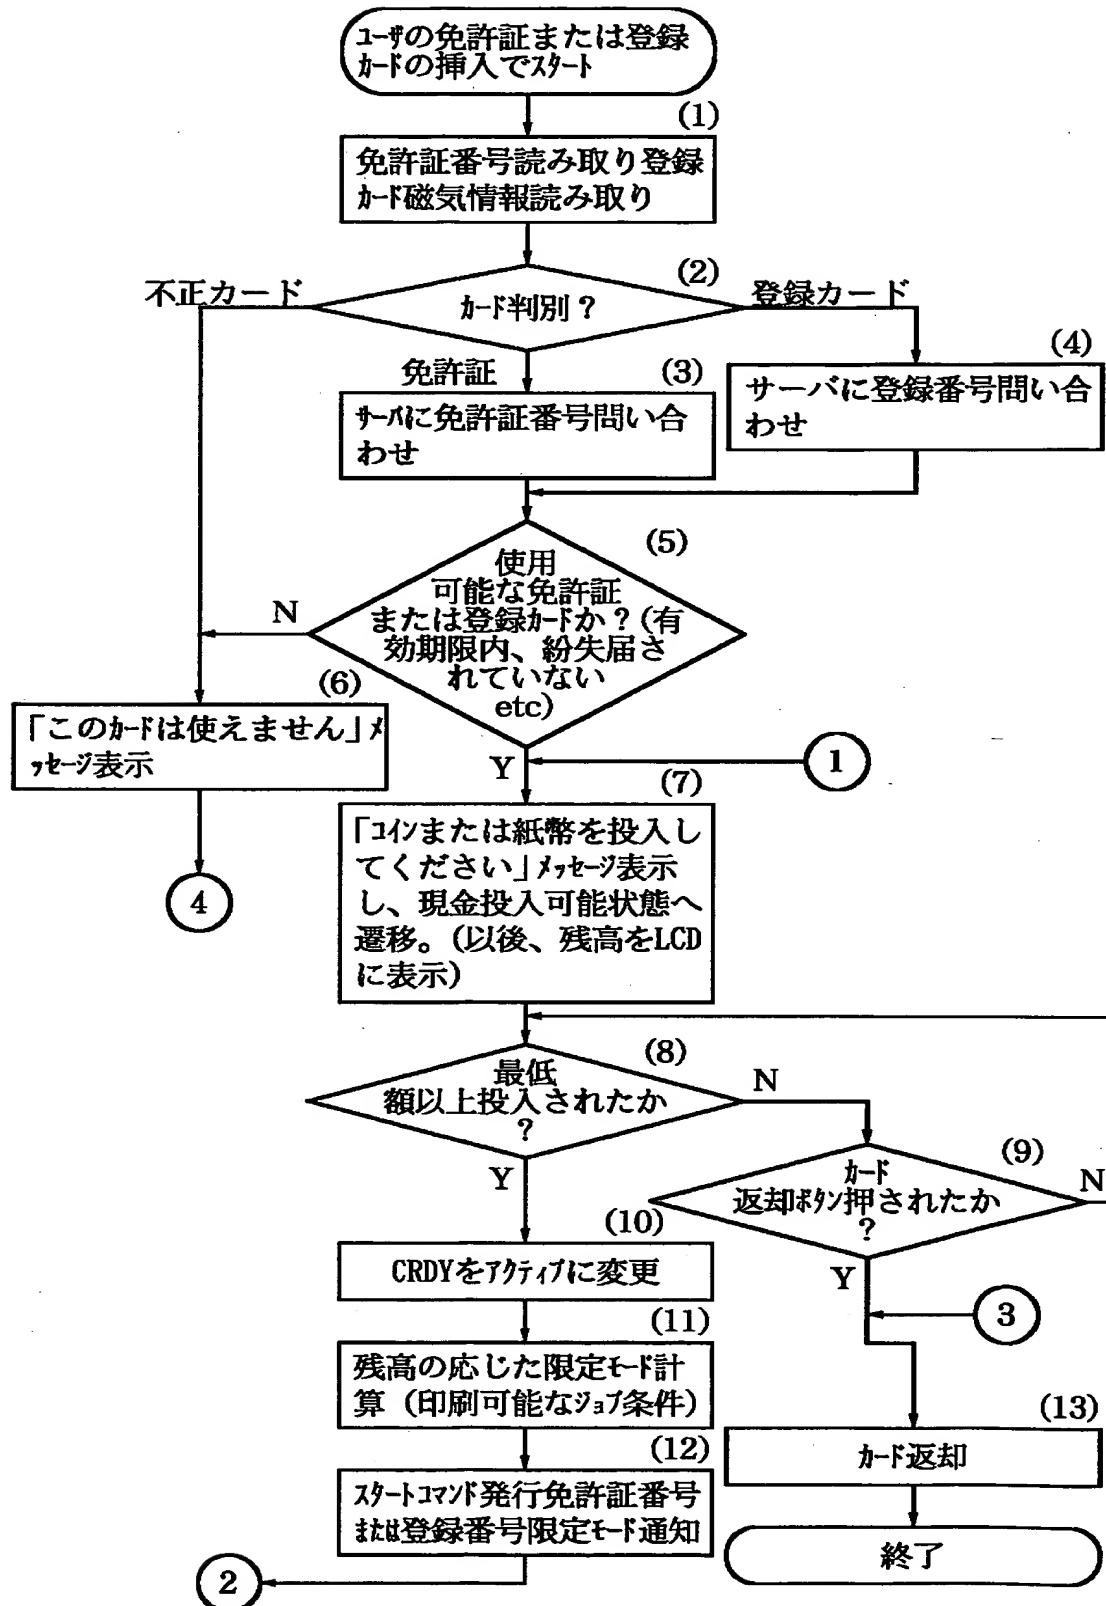 ユーザの免許証または登録
カードの挿入でスタート
(1)
免許証番号読み取り登録
カード磁気情報読み取り
(2)
不正カード
カード判別?
登録カード
(4)
免許証
(3)
サーバに登録番号問い合
わせ
サーバに免許証番号問い合
わせ
(5)
使用
可能な免許証
または登録カードか?(有
効期限内、紛失届さ
れていない
etc)
N
(6)
「このカードは使えません」メ
ッセージ表示
Y
1
(7)
「コインまたは紙幣を投入し
てください」メッセージ表示
し、現金投入可能状態へ
遷移。(以後、残高をLCD
に表示)
4
(8)
最低
額以上投入されたか
?
N
Y
(9)
カード
返却ボタン押されたか
?
N
(10)
CRDYをアクティブに変更
Y
3
(11)
残高の応じた限定モード計
算(印刷可能なジョブ条件)
(12)
スタートコマンド発行免許証番号
または登録番号限定モード通知
(13)
カード返却
終了
2